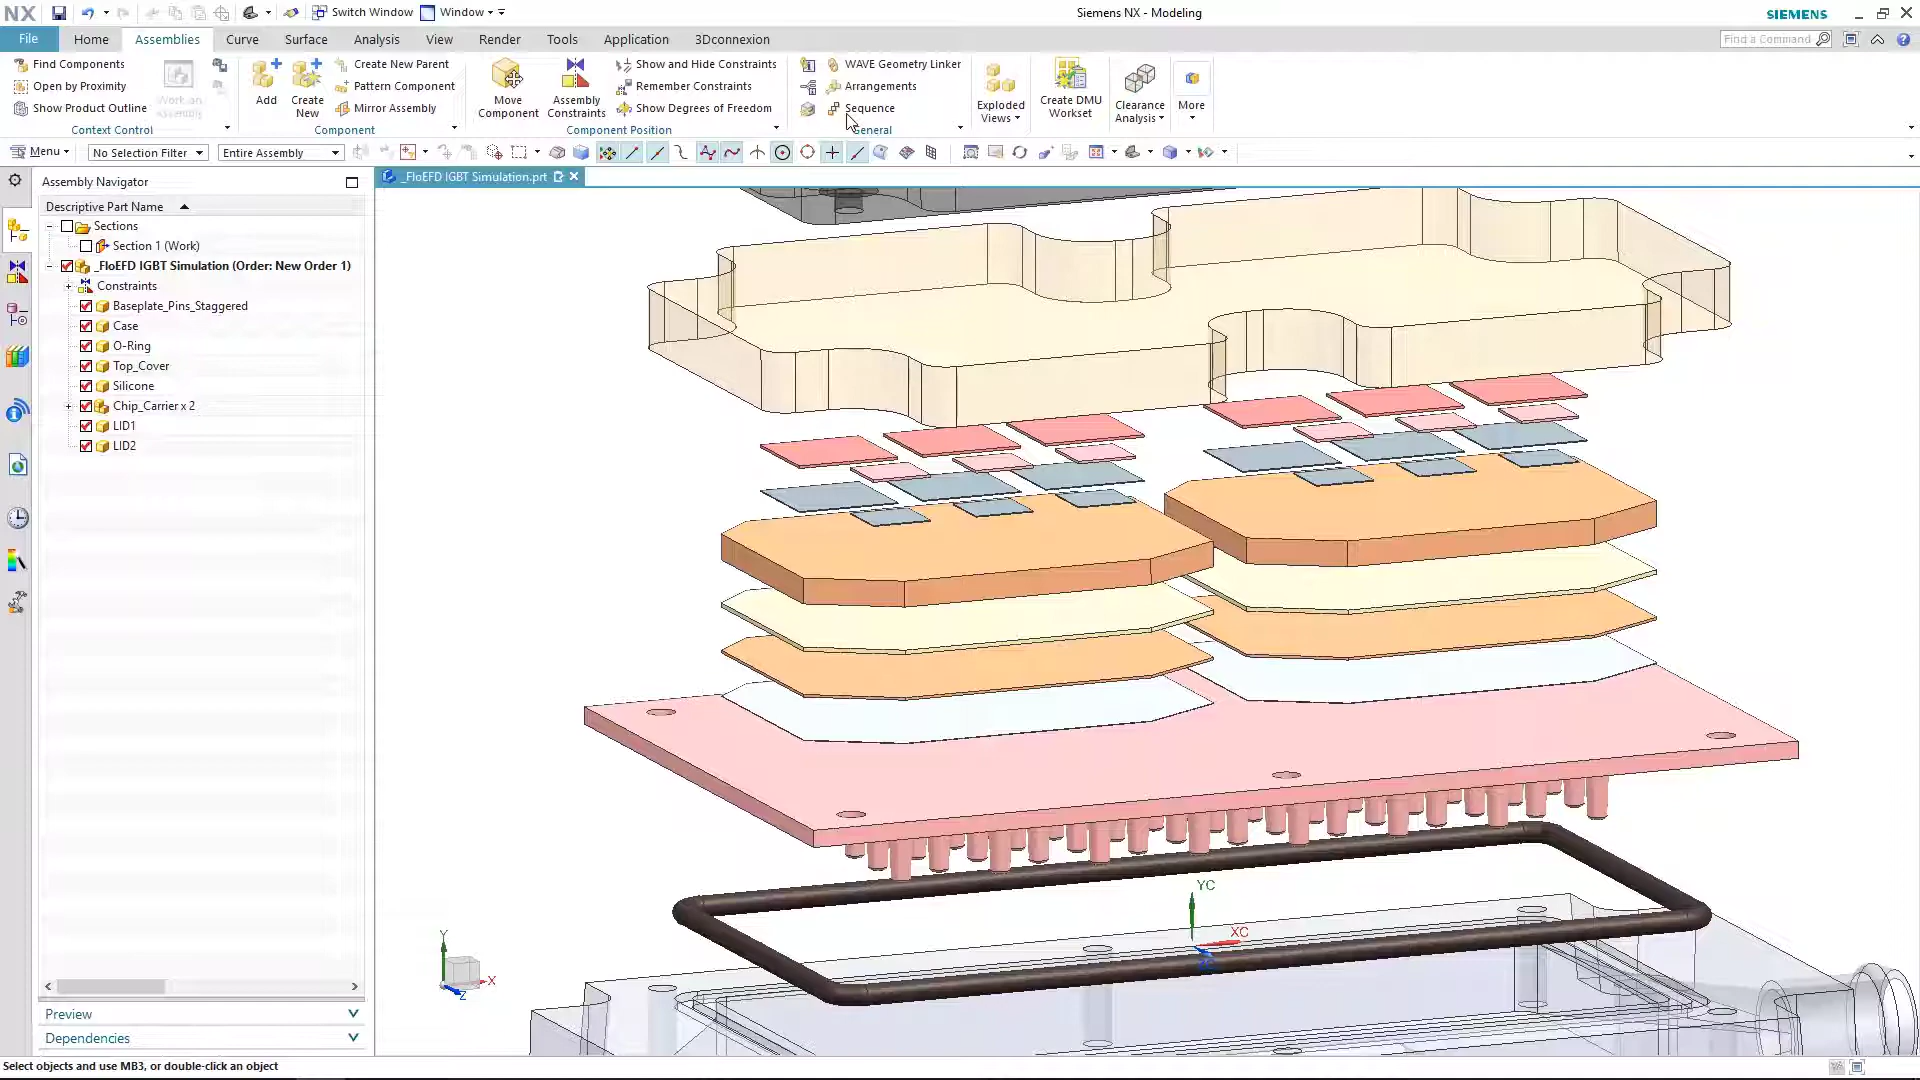 NX
Switch Window
Window
Siemens NX - Modeling
SIEMENS
File
Home
Assemblies
Curve
Surface
Analysis
View
Render
Tools
Application
3Dconnexion
Find a Command
Find Components
Open by Proximity
Show Product Outline
Work on Assembly
Context Control
Add
Create New
Create New Parent
Pattern Component
Mirror Assembly
Component
Move Component
Assembly Constraints
Show and Hide Constraints
Remember Constraints
Show Degrees of Freedom
Component Position
WAVE Geometry Linker
Arrangements
Sequence
General
Exploded Views
Create DMU Workset
Clearance Analysis
More
Menu
No Selection Filter
Entire Assembly
Assembly Navigator
_FloEFD IGBT Simulation.prt
Descriptive Part Name
Sections
Section 1 (Work)
_FloEFD IGBT Simulation (Order: New Order 1)
Constraints
Baseplate_Pins_Staggered
Case
O-Ring
Top_Cover
Silicone
Chip_Carrier x 2
LID1
LID2
YC
XC
Y
X
Z
Preview
Dependencies
Select objects and use MB3, or double-click an object